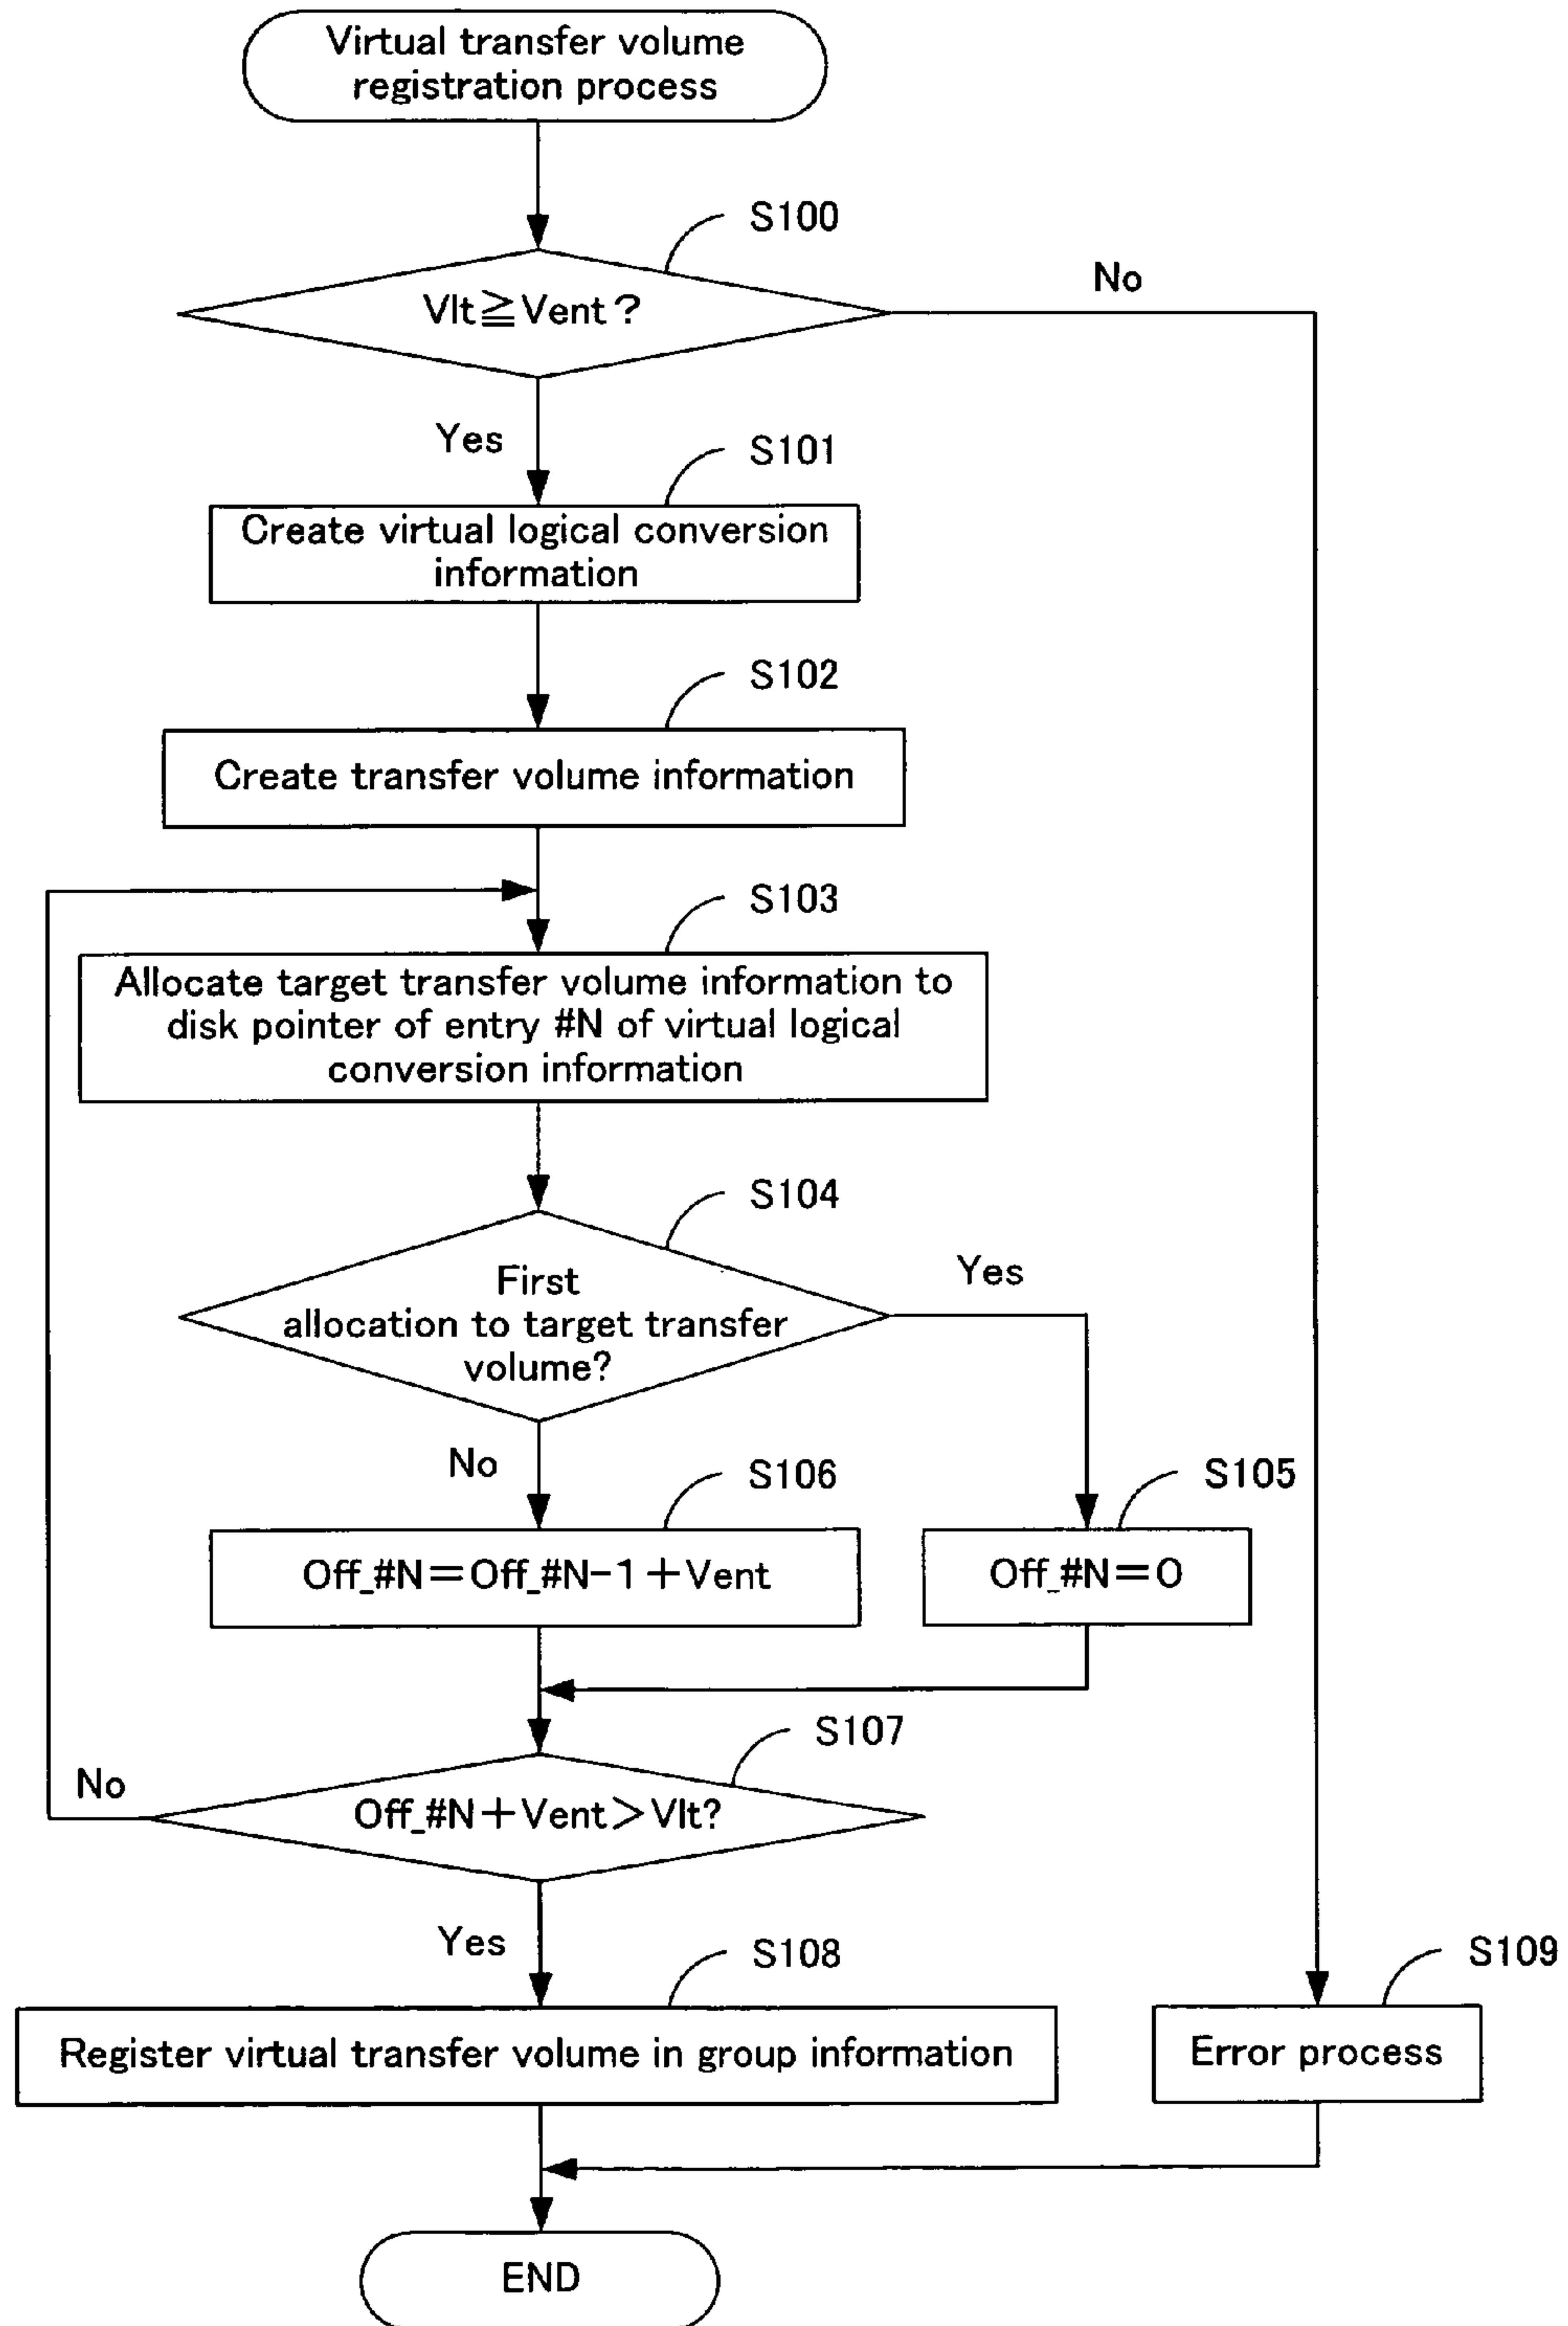 Virtual transfer volume
registration process
S100
Vlt≧Vent?
No
Yes
S101
Create virtual logical conversion
information
S102
Create transfer volume information
S103
Allocate target transfer volume information to
disk pointer of entry #N of virtual logical
conversion information
S104
First
allocation to target transfer
volume?
Yes
No
S106
S105
Off_#N=Off_#N-1+Vent
Off_#N=0
S107
No
Off_#N+Vent>Vlt?
Yes
S108
S109
Register virtual transfer volume in group information
Error process
END